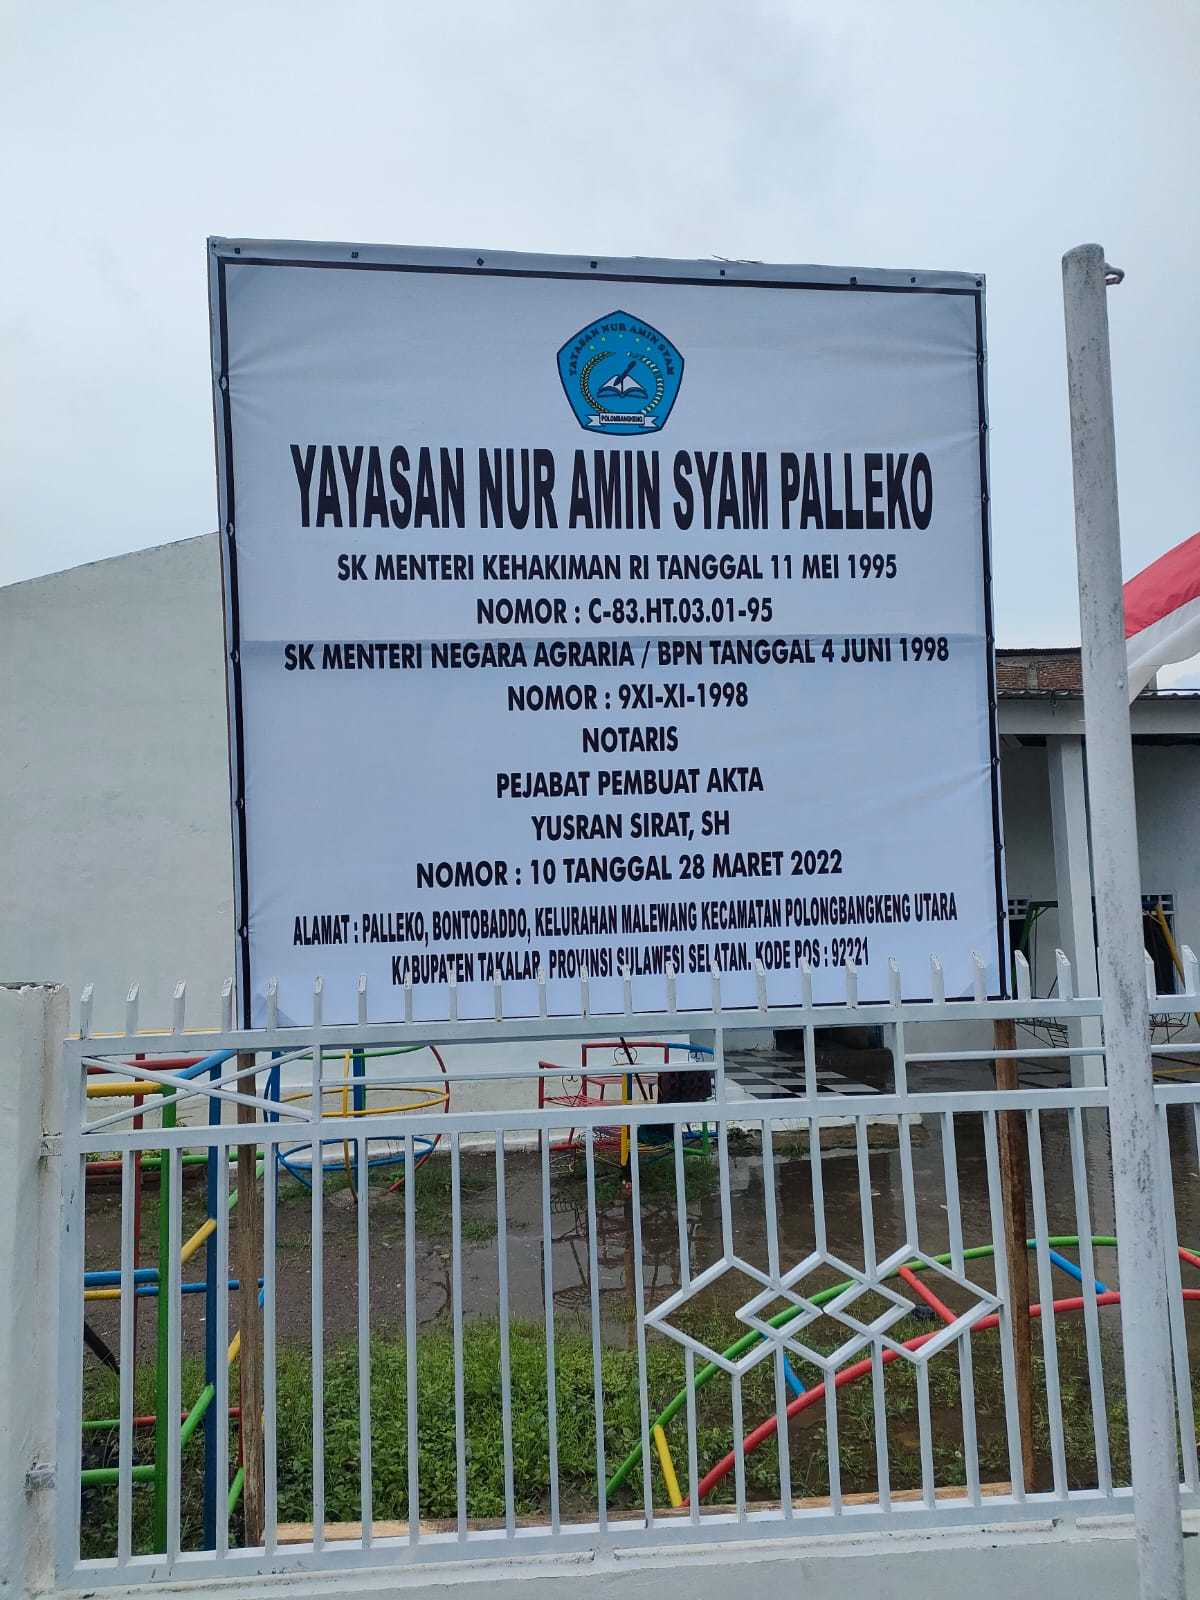 YAYASAN NUR AMIN SYAM
POLOMBANGKENG
YAYASAN NUR AMIN SYAM PALLEKO
SK MENTERI KEHAKIMAN RI TANGGAL 11 MEI 1995
NOMOR : C-83.HT.03.01-95
SK MENTERI NEGARA AGRARIA / BPN TANGGAL 4 JUNI 1998
NOMOR : 9XI-XI-1998
NOTARIS
PEJABAT PEMBUAT AKTA
YUSRAN SIRAT, SH
NOMOR : 10 TANGGAL 28 MARET 2022
ALAMAT : PALLEKO, BONTOBADDO, KELURAHAN MALEWANG KECAMATAN POLONGBANGKENG UTARA
KABUPATEN TAKALAR, PROVINSI SULAWESI SELATAN. KODE POS : 92221